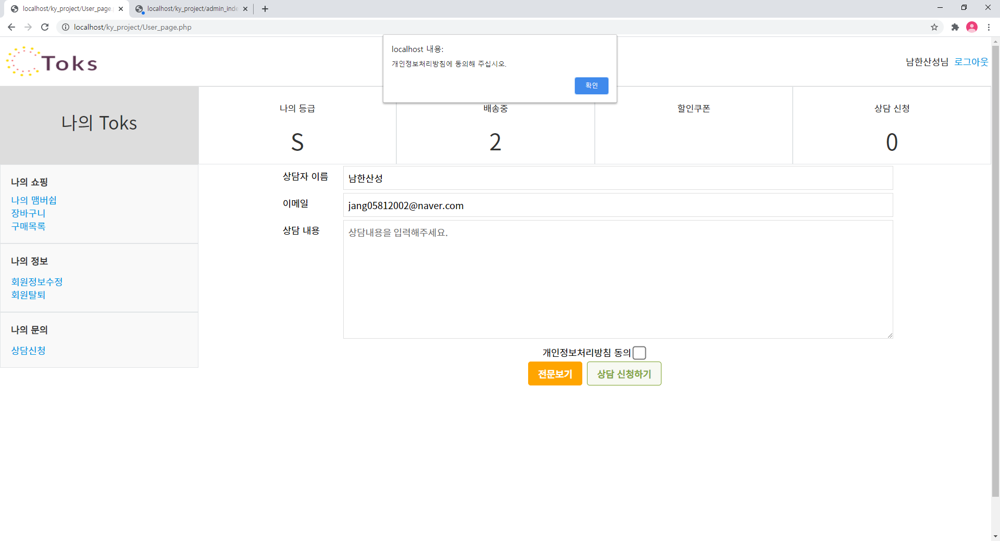 localhost/ky_project/User_page.
localhost/ky_project/admin_inde
localhost/ky_project/User_page.php
localhost 내용:
개인정보처리방침에 동의해 주십시오.
확인
Toks
남한산성님 로그아웃
나의 Toks
나의 등급
S
배송중
2
할인쿠폰
상담 신청
0
나의 쇼핑
나의 맴버쉽
장바구니
구매목록
나의 정보
회원정보수정
회원탈퇴
나의 문의
상담신청
상담자 이름
남한산성
이메일
jang05812002@naver.com
상담 내용
상담내용을 입력해주세요.
개인정보처리방침 동의
전문보기
상담 신청하기